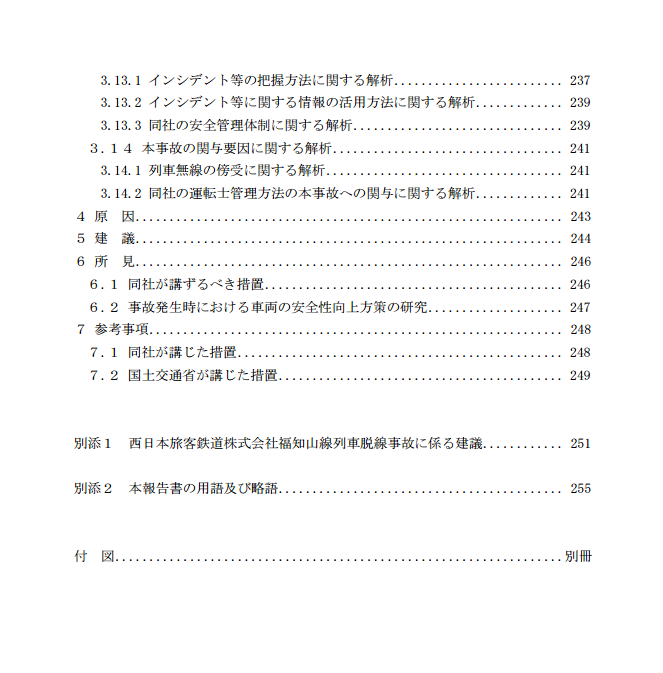 3.13.1 インシデント等の把握方法に関する解析......................... 237
3.13.2 インシデント等に関する情報の活用方法に関する解析............. 239
3.13.3 同社の安全管理体制に関する解析............................... 239
３．１４ 本事故の関与要因に関する解析.................................. 241
3.14.1 列車無線の傍受に関する解析................................... 241
3.14.2 同社の運転士管理方法の本事故への関与に関する解析............. 241
４ 原　因............................................................... 243
５ 建　議............................................................... 244
６ 所　見............................................................... 246
６．１ 同社が講ずるべき措置............................................ 246
６．２ 事故発生時における車両の安全性向上方策の研究.................... 247
７ 参考事項............................................................. 248
７．１ 同社が講じた措置................................................ 248
７．２ 国土交通省が講じた措置.......................................... 249
別添１　西日本旅客鉄道株式会社福知山線列車脱線事故に係る建議............ 251
別添２　本報告書の用語及び略語.......................................... 255
付　図..................................................................別冊